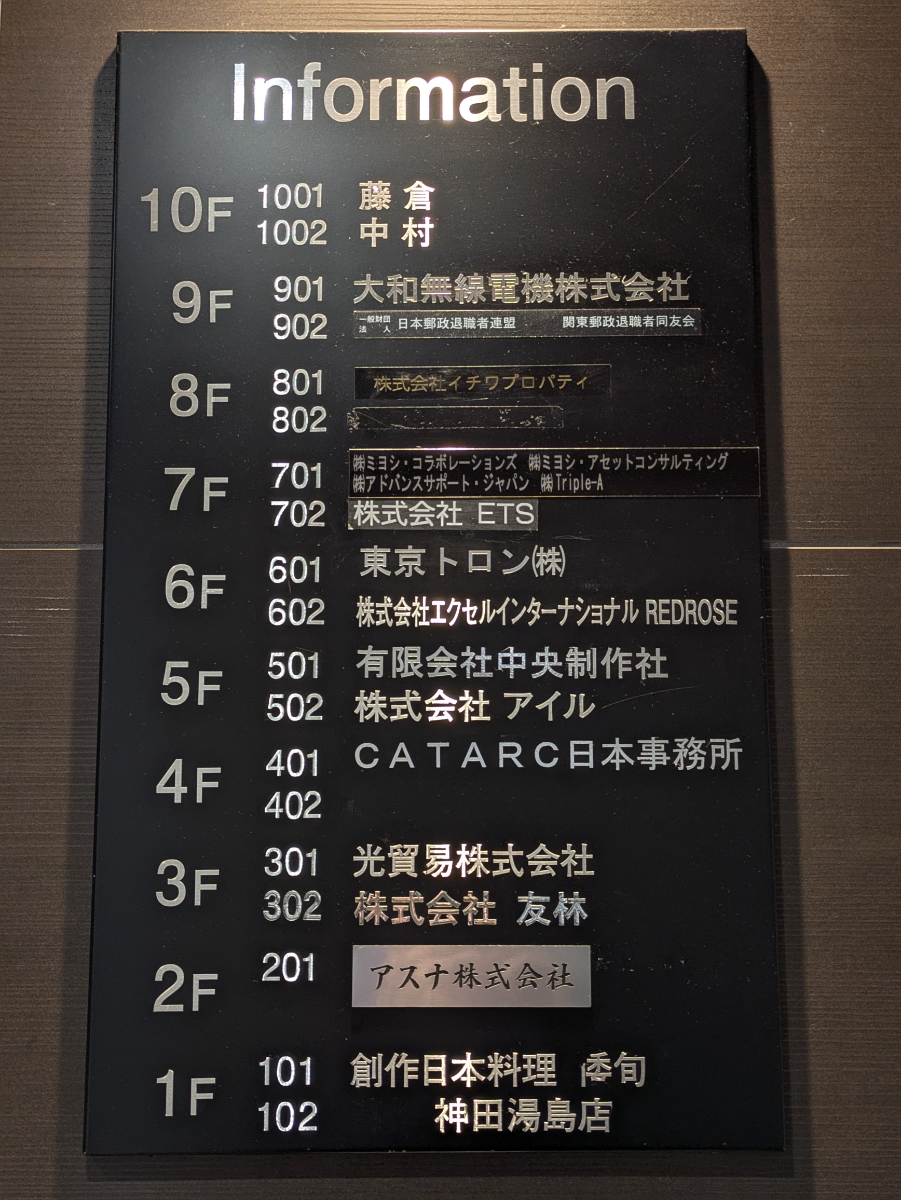 Information
10F 1001 藤倉
1002 中村
9F 901 大和無線電機株式会社
902 一般財団法人 日本郵政退職者連盟 関東郵政退職者同友会
8F 801 株式会社イチワプロパティ
802
7F 701 ㈱ミヨシ・コラボレーションズ ㈱ミヨシ・アセットコンサルティング
㈱アドバンスサポート・ジャパン ㈱Triple-A
702 株式会社 ETS
6F 601 東京トロン㈱
602 株式会社エクセルインターナショナル REDROSE
5F 501 有限会社中央制作社
502 株式会社 アイル
4F 401 CATARC日本事務所
402
3F 301 光貿易株式会社
302 株式会社 友林
2F 201 アスナ株式会社
1F 101 創作日本料理
102 神田湯島店